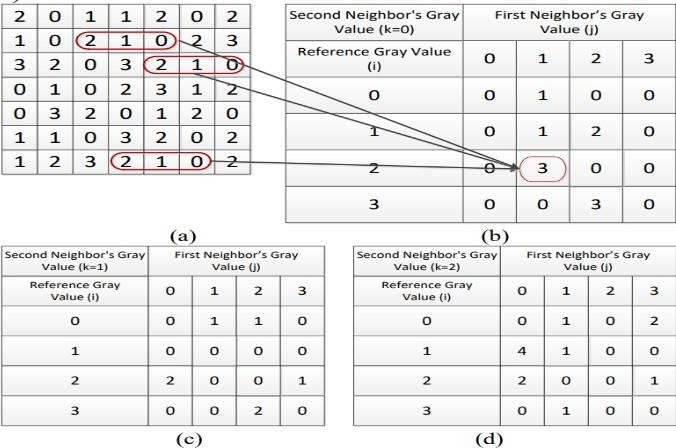 2 0 1 1 2 0 2
1 0 2 1 0 2 3
3 2 0 3 2 1 0
0 1 0 2 3 1 2
0 3 2 0 1 2 0
1 1 0 3 2 0 2
1 2 3 2 1 0 2
(a)
Second Neighbor's Gray Value (k=0) First Neighbor's Gray Value (j)
Reference Gray Value (i) 0 1 2 3
0 0 1 0 0
1 0 1 2 0
2 0 3 0 0
3 0 0 3 0
(b)
Second Neighbor's Gray Value (k=1) First Neighbor's Gray Value (j)
Reference Gray Value (i) 0 1 2 3
0 0 1 1 0
1 0 0 0 0
2 2 0 0 1
3 0 0 2 0
(c)
Second Neighbor's Gray Value (k=2) First Neighbor's Gray Value (j)
Reference Gray Value (i) 0 1 2 3
0 0 1 0 2
1 4 1 0 0
2 2 0 0 1
3 0 1 0 0
(d)